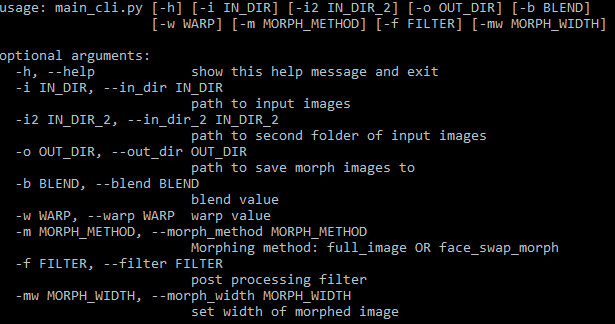 usage: main_cli.py [-h] [-i IN_DIR] [-i2 IN_DIR_2] [-o OUT_DIR] [-b BLEND]
[-w WARP] [-m MORPH_METHOD] [-f FILTER] [-mw MORPH_WIDTH]
optional arguments:
-h, --help show this help message and exit
-i IN_DIR, --in_dir IN_DIR
path to input images
-i2 IN_DIR_2, --in_dir_2 IN_DIR_2
path to second folder of input images
-o OUT_DIR, --out_dir OUT_DIR
path to save morph images to
-b BLEND, --blend BLEND
blend value
-w WARP, --warp WARP warp value
-m MORPH_METHOD, --morph_method MORPH_METHOD
Morphing method: full_image OR face_swap_morph
-f FILTER, --filter FILTER
post processing filter
-mw MORPH_WIDTH, --morph_width MORPH_WIDTH
set width of morphed image